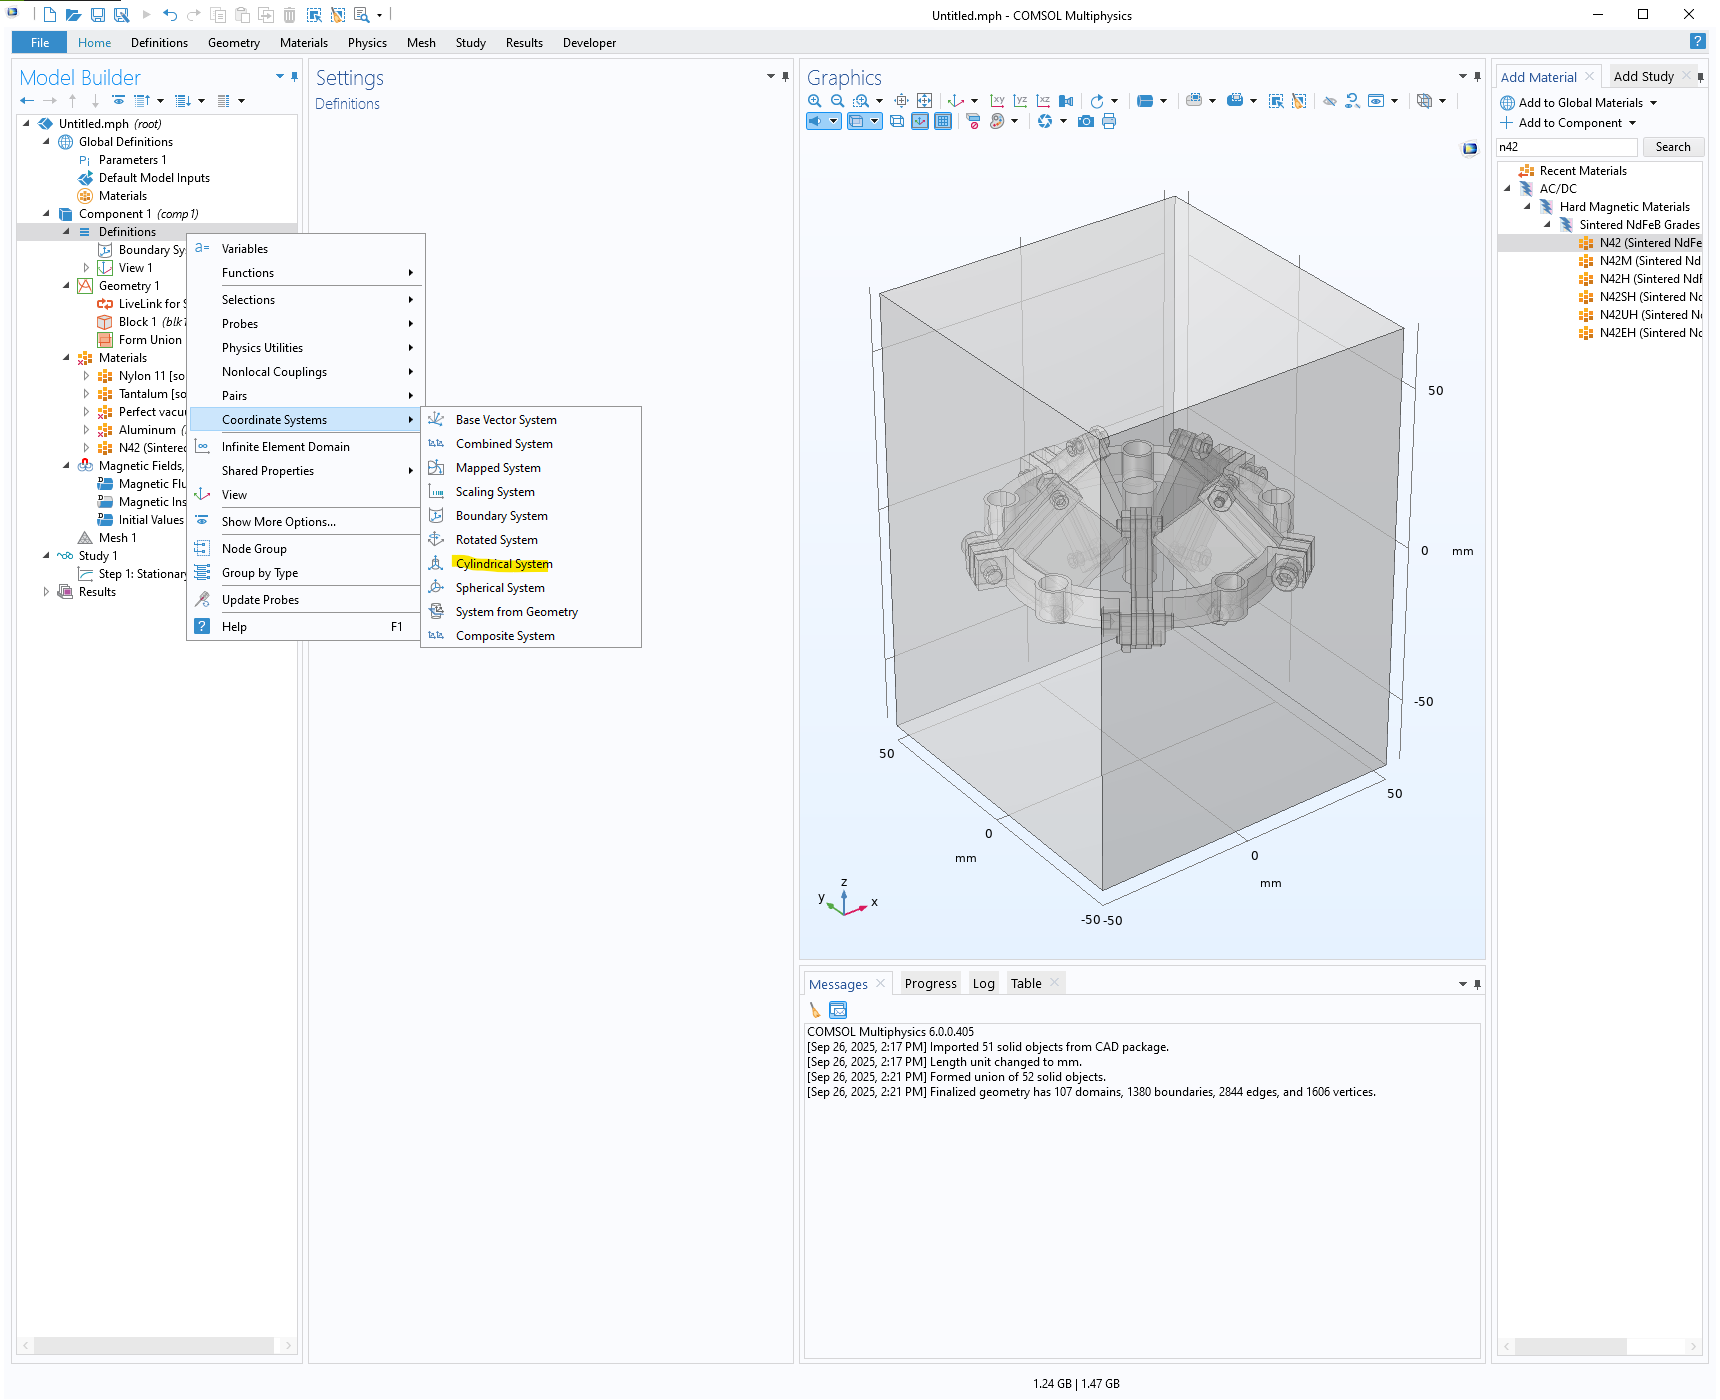 Untitled.mph - COMSOL Multiphysics
File Home Definitions Geometry Materials Physics Mesh Study Results Developer
Model Builder
Untitled.mph (root)
Global Definitions
Pi Parameters 1
Default Model Inputs
Materials
Component 1 (comp1)
Definitions
Boundary Sy
View 1
Geometry 1
LiveLink for S
Block 1 (blk1
Form Union
Materials
Nylon 11 [so
Tantalum [so
Perfect vacu
Aluminum (
N42 (Sintered
Magnetic Fields,
Magnetic Flu
Magnetic Ins
Initial Values
Mesh 1
Study 1
Step 1: Stationary
Results
a= Variables
Functions
Selections
Probes
Physics Utilities
Nonlocal Couplings
Pairs
Coordinate Systems
Infinite Element Domain
Shared Properties
View
Show More Options...
Node Group
Group by Type
Update Probes
? Help F1
Base Vector System
Combined System
Mapped System
Scaling System
Boundary System
Rotated System
Cylindrical System
Spherical System
System from Geometry
Composite System
Settings
Definitions
Graphics
xy yz xz
50
0 mm
-50
50
0
mm
50
0
mm
-50 -50
z
y
x
Messages Progress Log Table
COMSOL Multiphysics 6.0.0.405
[Sep 26, 2025, 2:17 PM] Imported 51 solid objects from CAD package.
[Sep 26, 2025, 2:17 PM] Length unit changed to mm.
[Sep 26, 2025, 2:21 PM] Formed union of 52 solid objects.
[Sep 26, 2025, 2:21 PM] Finalized geometry has 107 domains, 1380 boundaries, 2844 edges, and 1606 vertices.
Add Material Add Study
Add to Global Materials
Add to Component
n42 Search
Recent Materials
AC/DC
Hard Magnetic Materials
Sintered NdFeB Grades
N42 (Sintered NdFe
N42M (Sintered Nd
N42H (Sintered NdF
N42SH (Sintered Nd
N42UH (Sintered N
N42EH (Sintered Nd
1.24 GB | 1.47 GB